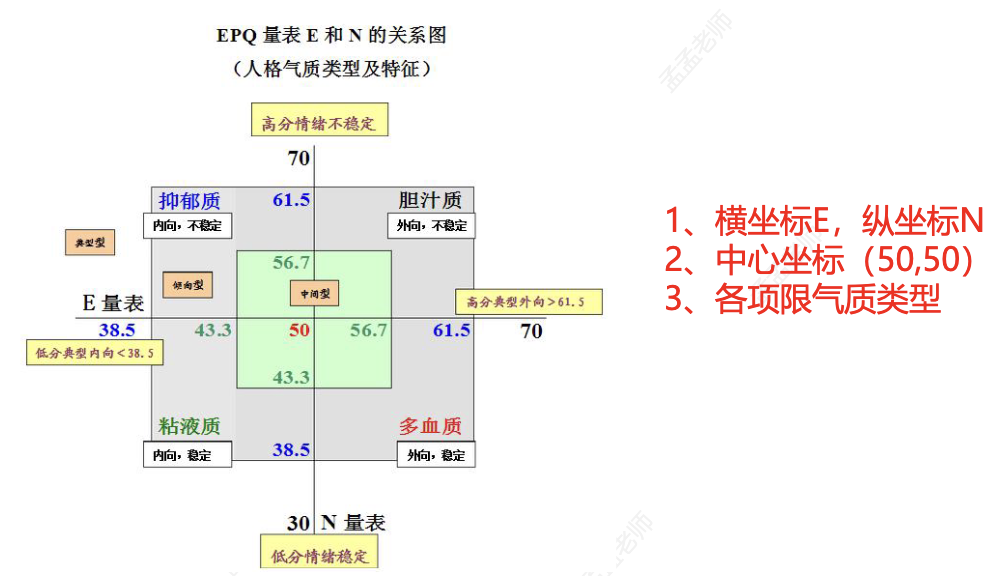 EPQ 量表 E 和 N 的关系图
（人格气质类型及特征）
孟孟老师
高分情绪不稳定
70
抑郁质
61.5
胆汁质
内向，不稳定
外向，不稳定
典型型
56.7
倾向型
中间型
E 量表
高分典型外向＞61.5
38.5
43.3
50
56.7
61.5
70
低分典型内向＜38.5
43.3
粘液质
多血质
38.5
内向，稳定
外向，稳定
30
N 量表
低分情绪稳定
1、横坐标E，纵坐标N
2、中心坐标（50,50）
3、各项限气质类型
老师